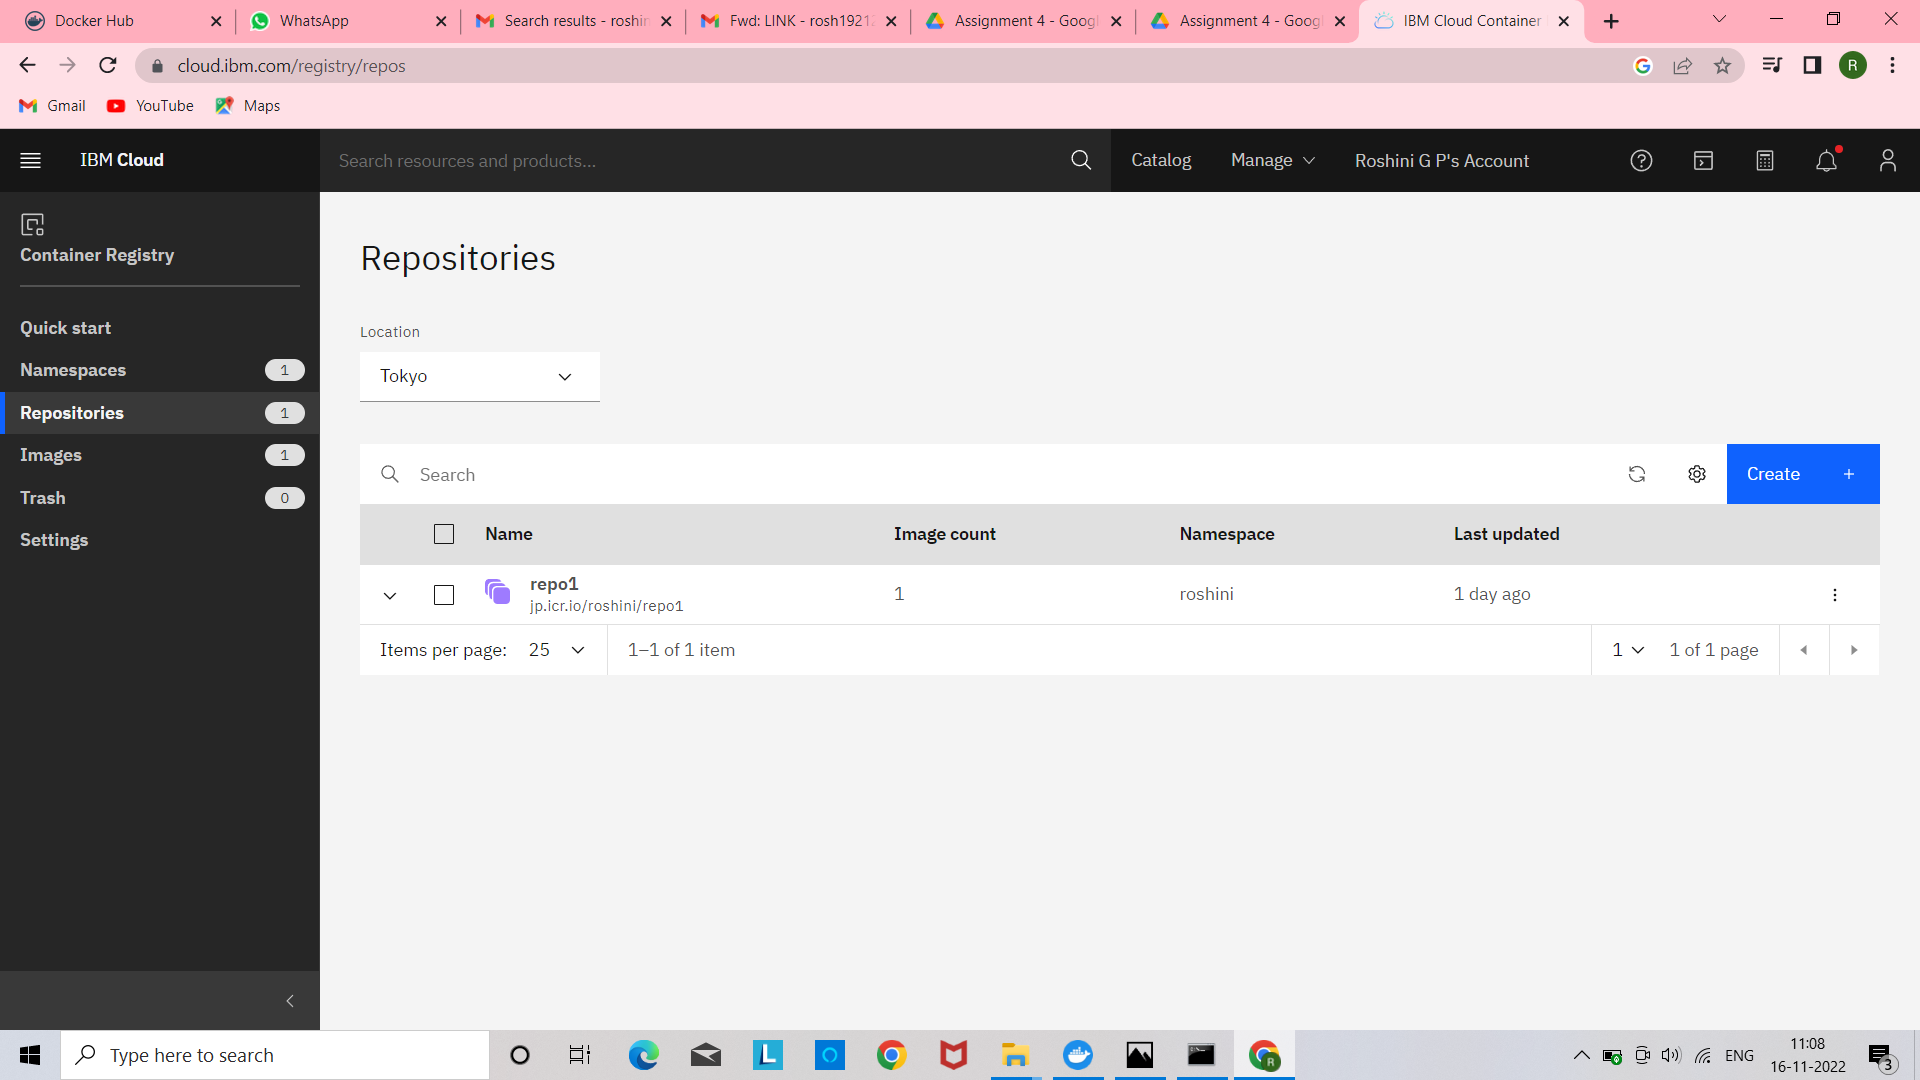 Docker Hub
WhatsApp
Search results - roshin
Fwd: LINK - rosh19212
Assignment 4 - Googl
Assignment 4 - Googl
IBM Cloud Container
cloud.ibm.com/registry/repos
R
Gmail
YouTube
Maps
IBM Cloud
Search resources and products...
Catalog
Manage
Roshini G P's Account
Container Registry
Quick start
Namespaces 1
Repositories 1
Images 1
Trash 0
Settings
Repositories
Location
Tokyo
Search
Create +
Name Image count Namespace Last updated
repo1
jp.icr.io/roshini/repo1
1 roshini 1 day ago
Items per page: 25 1–1 of 1 item 1 1 of 1 page
Type here to search
L
R
ENG
11:08
16-11-2022
3